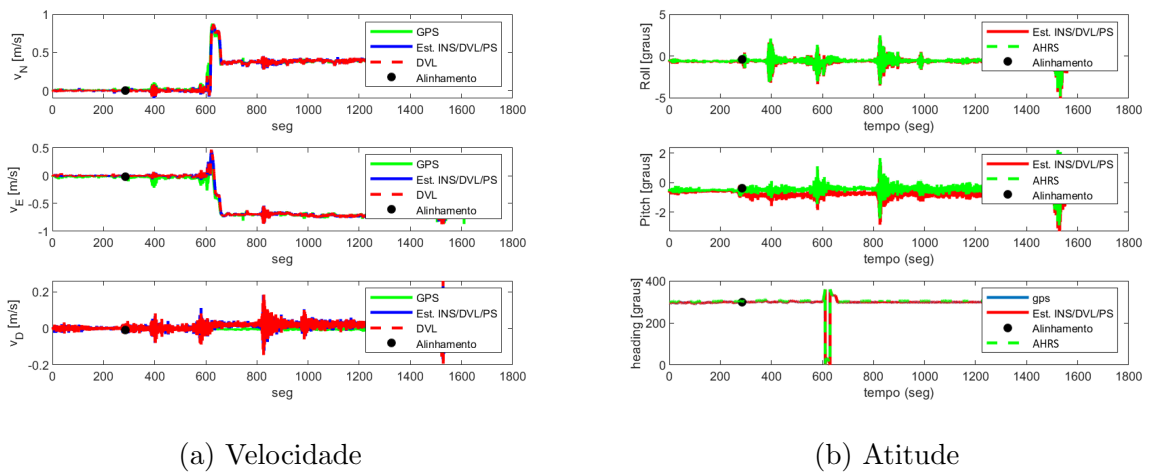 v_N [m/s]
1
0.5
0
0 200 400 600 800 1000 1200 1400 1600 1800
seg
GPS
Est. INS/DVL/PS
DVL
Alinhamento
v_E [m/s]
0.5
0
-0.5
-1
0 200 400 600 800 1000 1200 1400 1600 1800
seg
GPS
Est. INS/DVL/PS
DVL
Alinhamento
v_D [m/s]
0.2
0
-0.2
0 200 400 600 800 1000 1200 1400 1600 1800
seg
GPS
Est. INS/DVL/PS
DVL
Alinhamento
(a) Velocidade
Roll [graus]
5
0
-5
0 200 400 600 800 1000 1200 1400 1600 1800
tempo (seg)
Est. INS/DVL/PS
AHRS
Alinhamento
Pitch [graus]
2
0
-2
0 200 400 600 800 1000 1200 1400 1600 1800
tempo (seg)
Est. INS/DVL/PS
AHRS
Alinhamento
heading [graus]
400
200
0
0 200 400 600 800 1000 1200 1400 1600 1800
tempo (seg)
gps
Est. INS/DVL/PS
Alinhamento
AHRS
(b) Atitude